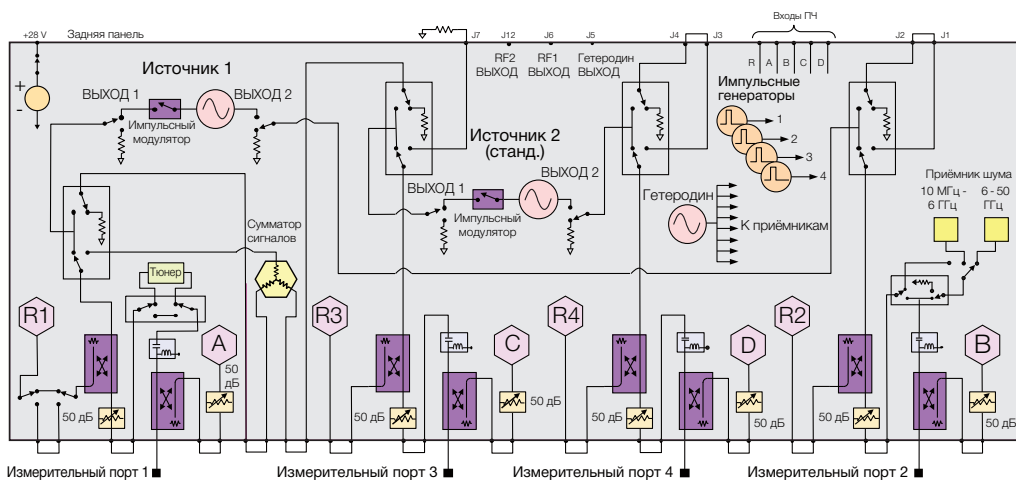 +28 V
Задняя панель
J7
J12
J6
J5
J4
J3
Входы ПЧ
J2
J1
RF2
ВЫХОД
RF1
ВЫХОД
Гетеродин
ВЫХОД
R
A
B
C
D
+
-
Источник 1
ВЫХОД 1
ВЫХОД 2
Импульсный
модулятор
Источник 2
(станд.)
ВЫХОД 1
ВЫХОД 2
Импульсный
модулятор
Импульсные
генераторы
1
2
3
4
Гетеродин
К приёмникам
Приёмник шума
10 МГц -
6 ГГц
6 - 50
ГГц
Сумматор
сигналов
Тюнер
R1
A
R3
C
R4
D
R2
B
50
дБ
50 дБ
50 дБ
50 дБ
50 дБ
50 дБ
50 дБ
50 дБ
Измерительный порт 1
Измерительный порт 3
Измерительный порт 4
Измерительный порт 2